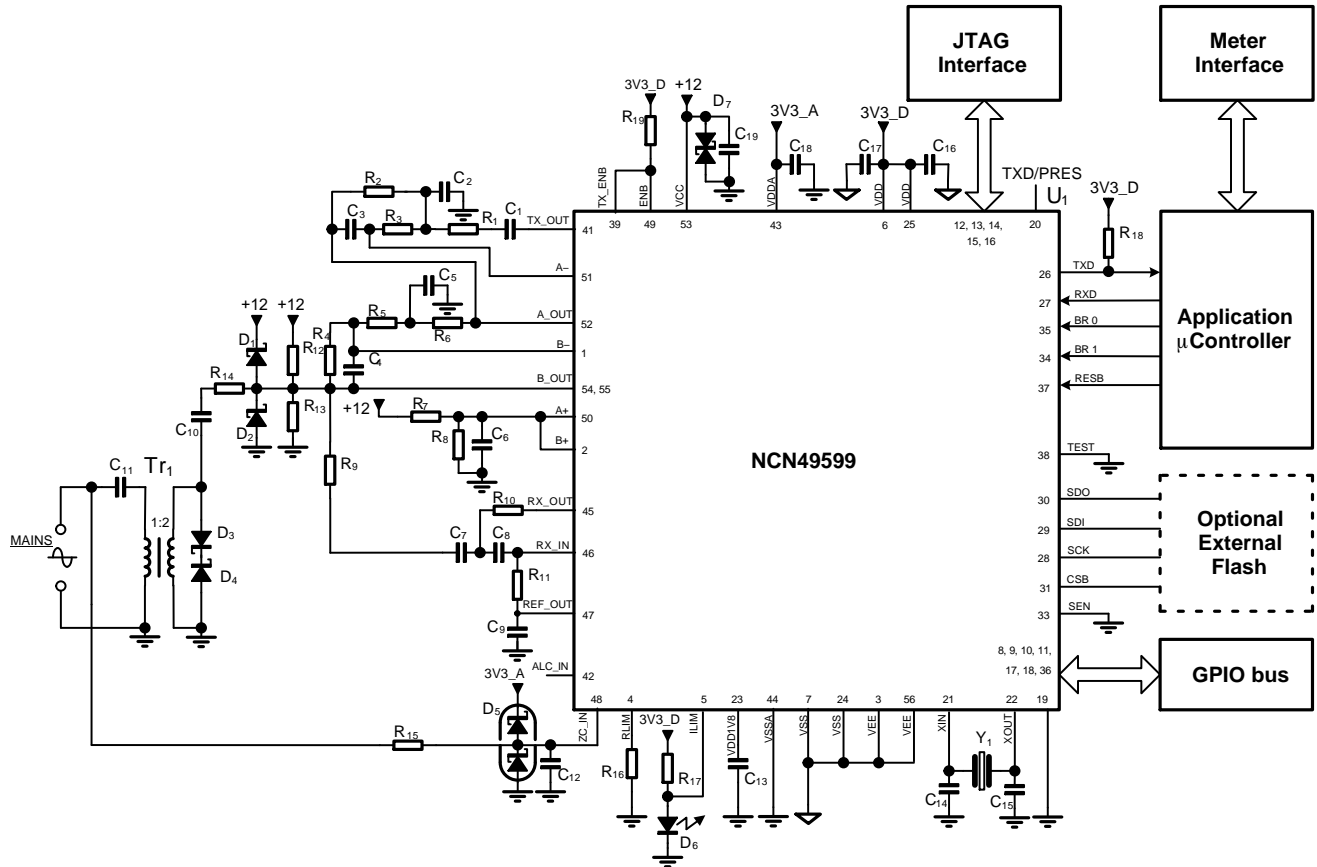 JTAG
Interface
Meter
Interface
3V3_D
+12
D7
3V3_A
3V3_D
R19
C19
C18
C17
C16
TXD/PRES
U1
3V3_D
R18
TX_ENB
ENB
VCC
VDDA
VDD
VDD
39
49
53
43
6
25
12, 13, 14,
15, 16
20
R2
C2
C3
R3
R1
C1
TX_OUT
41
A−
51
C5
R5
R6
A_OUT
52
+12
+12
D1
R12
R4
C4
B−
1
R14
B_OUT
54, 55
D2
R13
+12
R7
A+
50
R8
C6
B+
2
C10
R9
C11
Tr1
1:2
MAINS
D3
D4
R10
RX_OUT
45
C7
C8
RX_IN
46
R11
REF_OUT
47
C9
ALC_IN
42
NCN49599
26
TXD
27
RXD
35
BR 0
34
BR 1
37
RESB
Application
μController
38
TEST
30
SDO
29
SDI
28
SCK
31
CSB
33
SEN
Optional
External
Flash
8, 9, 10, 11,
17, 18, 36
GPIO bus
48
4
5
23
44
7
24
3
56
21
22
19
ZC_IN
RLIM
ILIM
VDD1V8
VSSA
VSS
VSS
VEE
VEE
XIN
XOUT
3V3_A
D5
R15
C12
R16
3V3_D
R17
D6
C13
Y1
C14
C15